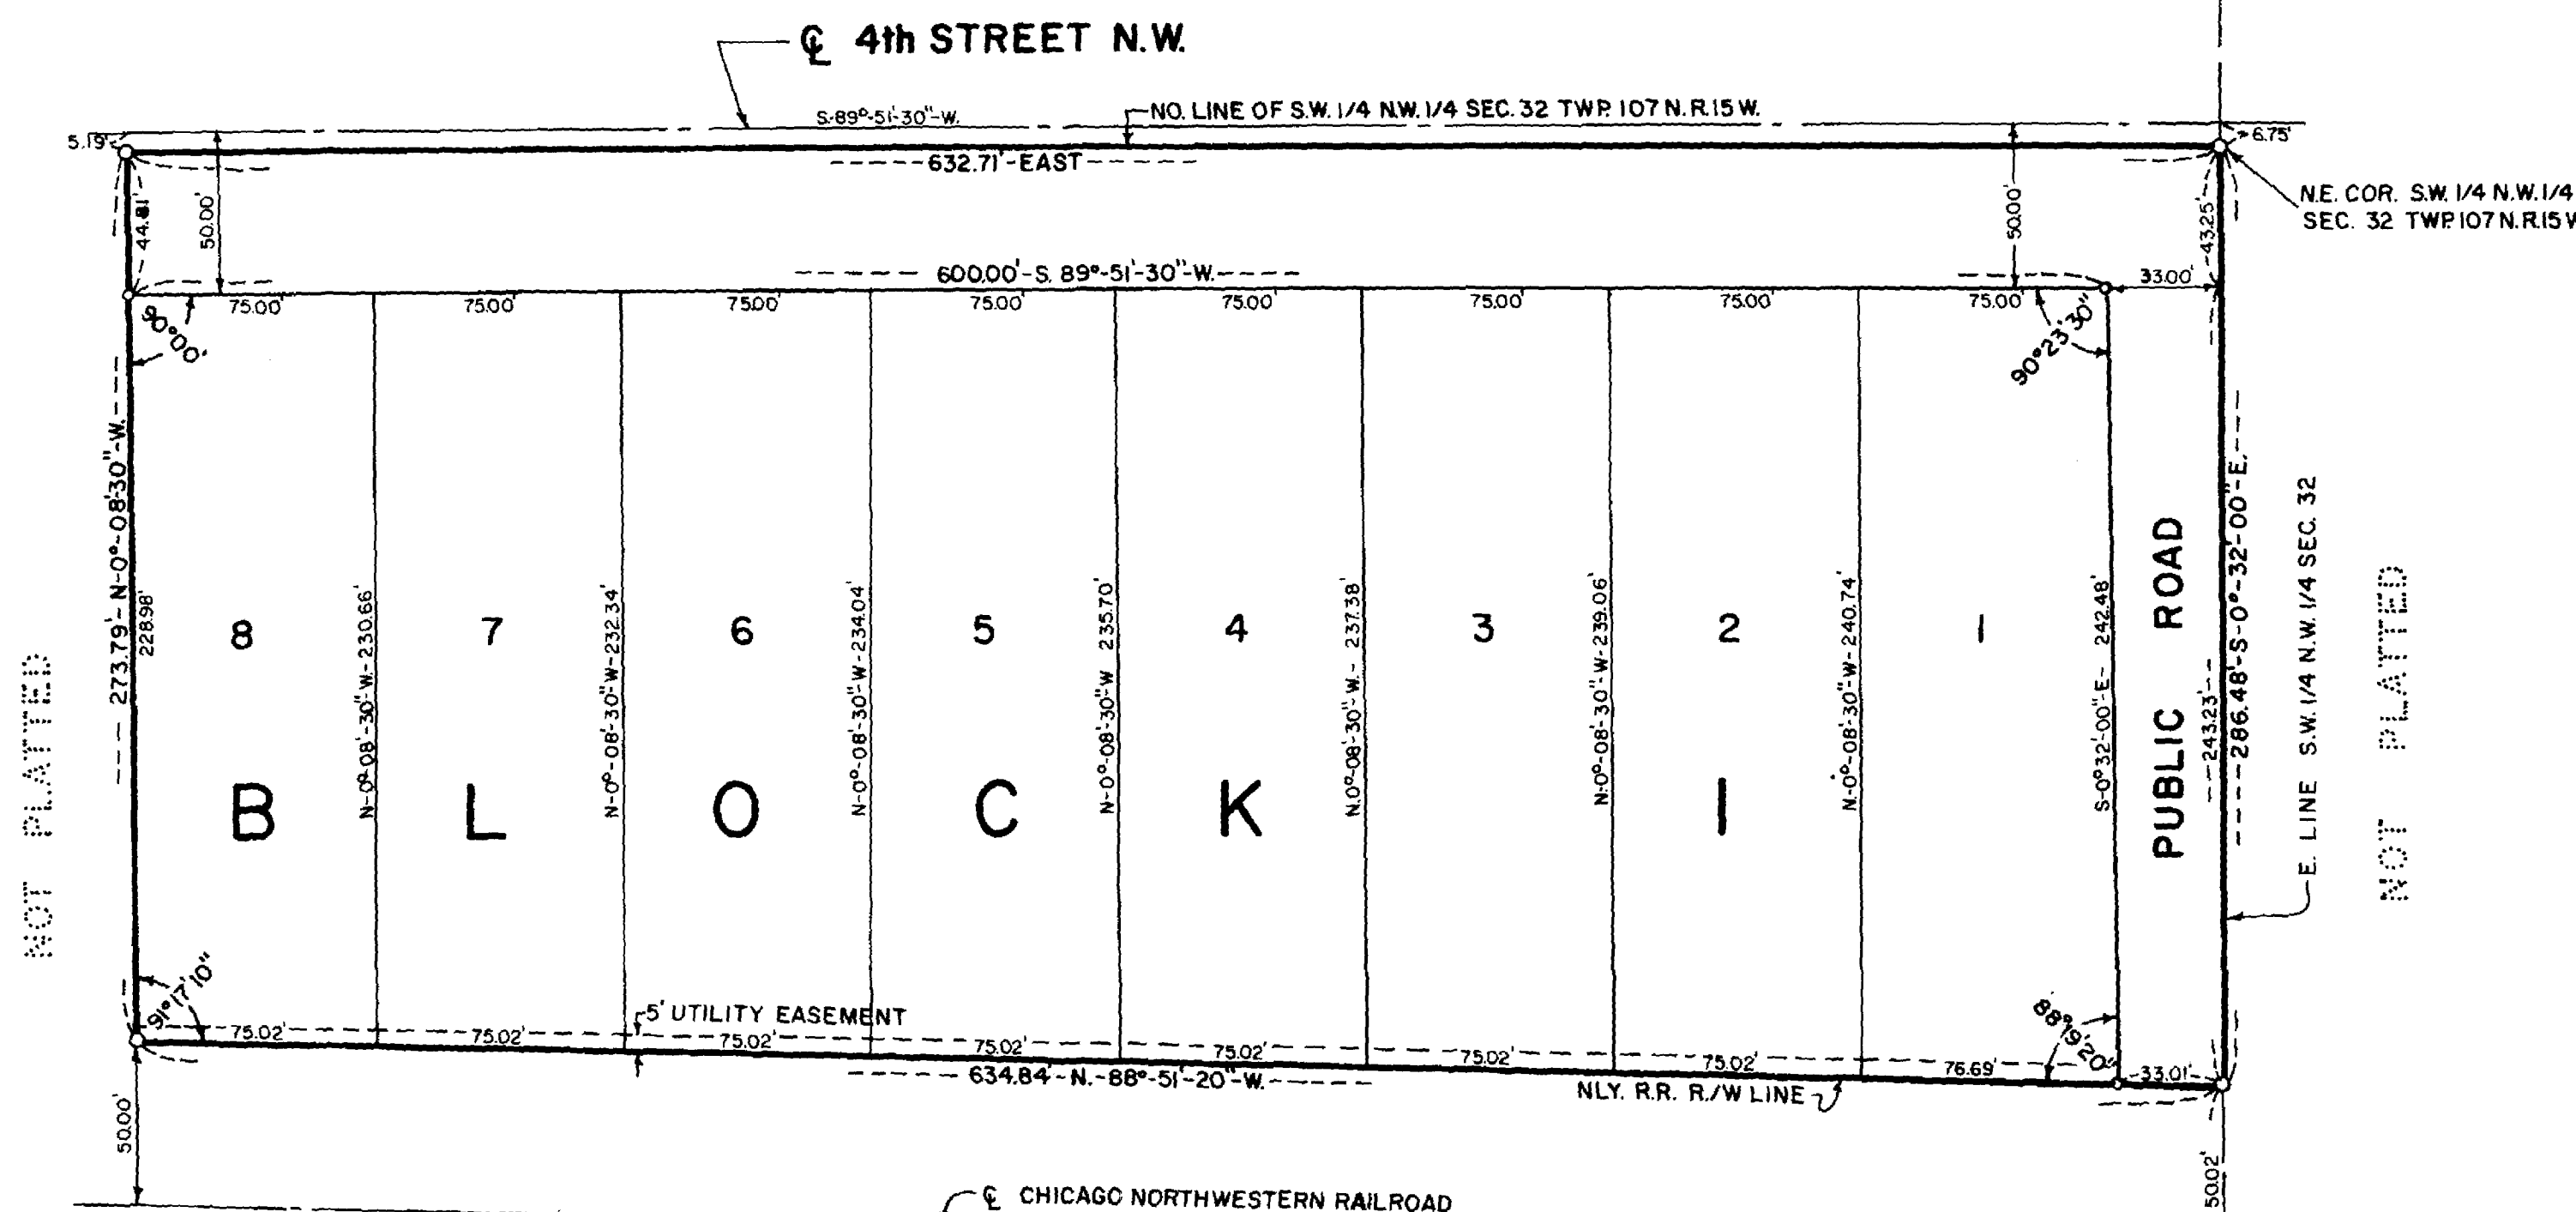 ℄ 4th STREET N.W.
S-89°-51'-30"-W.
NO. LINE OF S.W. 1/4 N.W. 1/4 SEC. 32 TWP. 107 N.R.15 W.
5.19'
6.75'
632.71'-EAST
N.E. COR. S.W. 1/4 N.W. 1/4
SEC. 32 TWP. 107 N.R.15 W
44.81'
50.00'
50.00'
43.25'
600.00'-S. 89°-51'-30"-W.
33.00'
75.00'
75.00'
75.00'
75.00'
75.00'
75.00'
75.00'
75.00'
90°00'
90°23'30"
273.79'-N-0°-08'-30"-W.
228.98'
N-0°-08'-30"-W.-230.66'
N-0°-08'-30"-W-232.34'
N-0°-08'-30"-W-234.04'
N-0°-08'-30"-W 235.70'
N.0°-08'-30"-W.- 237.38'
N-0°-08'-30"-W-239.06'
N.-0°-08'-30"-W-240.74'
S-0°32'-00"-E- 242.48'
243.23'
286.48'-S-0°-32'-00"-E.
E. LINE S.W. 1/4 N.W. 1/4 SEC. 32
PUBLIC ROAD
NOT PLATTED
NOT PLATTED
8 7 6 5 4 3 2 1
BLOCK 1
91°17'10"
88°19'20"
5' UTILITY EASEMENT
75.02'
75.02'
75.02'
75.02'
75.02'
75.02'
75.02'
76.69'
33.01'
634.84'-N.-88°-51'-20"-W.
NLY. R.R. R./W LINE
50.00'
50.02'
℄ CHICAGO NORTHWESTERN RAILROAD